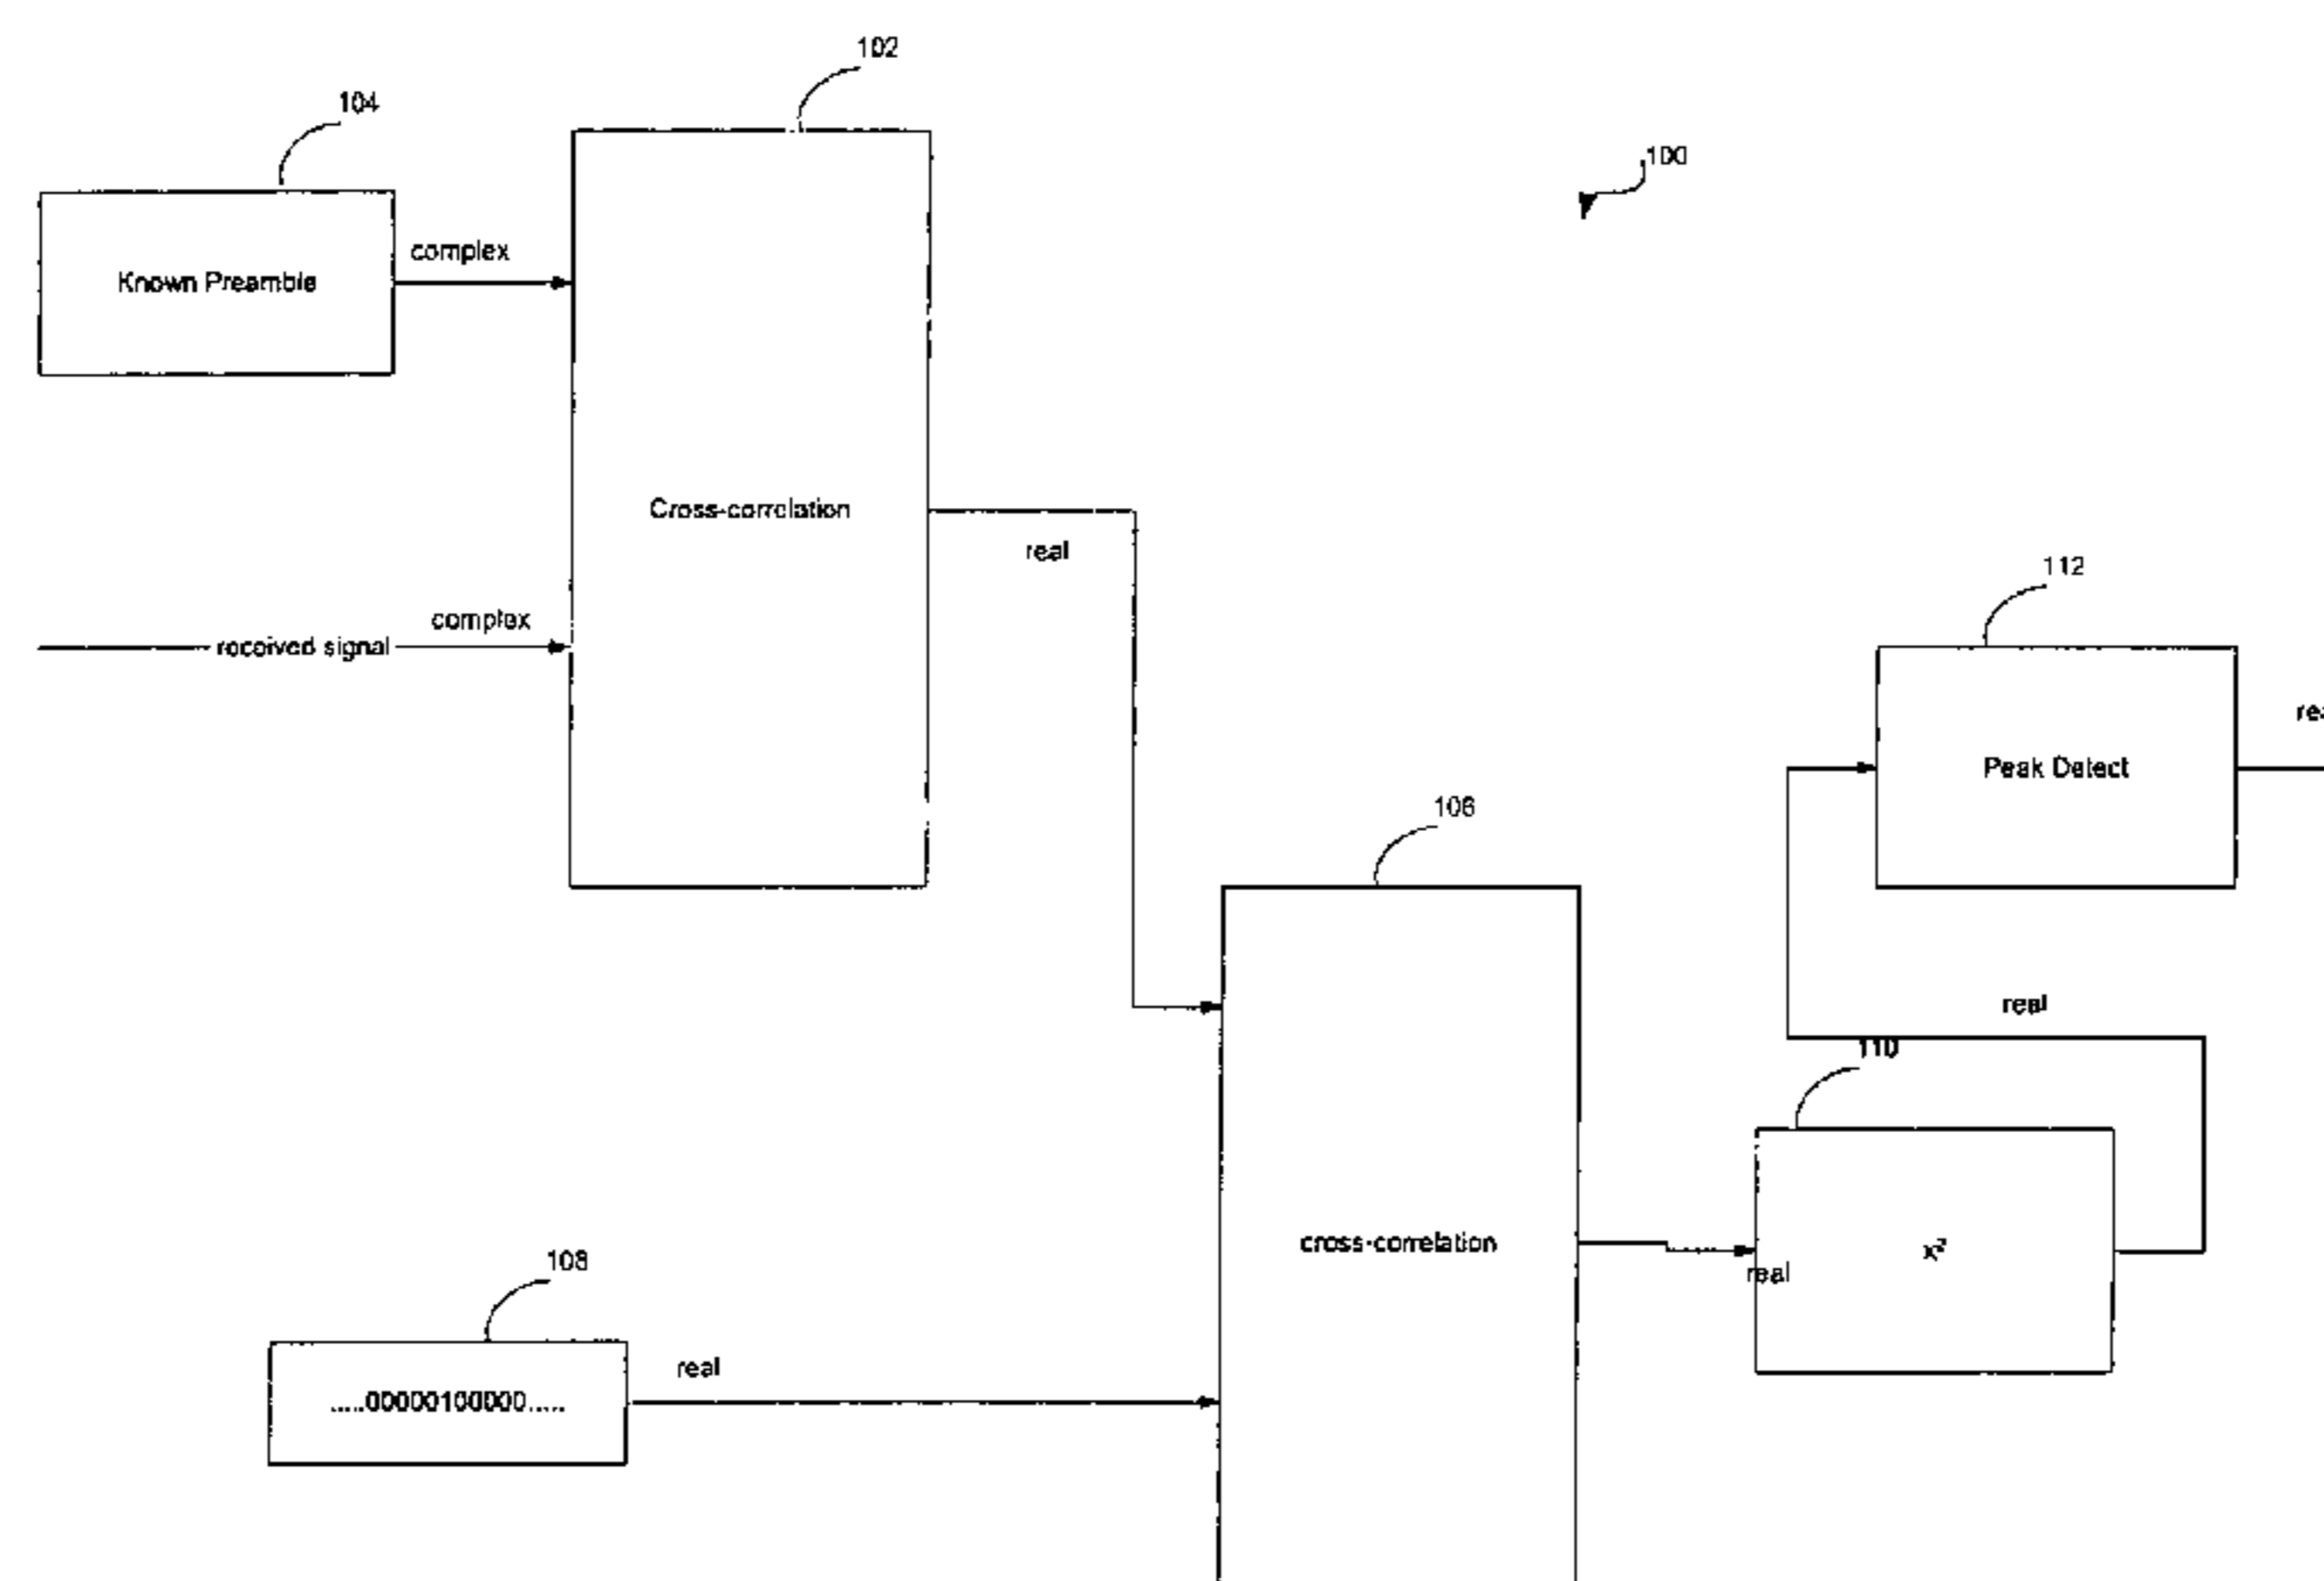 102
104
100
complex
Known Preamble
Cross-correlation
real
112
complex
received signal
Peak Detect
106
real
110
cross-correlation
x²
real
108
real
.....00000100000.....